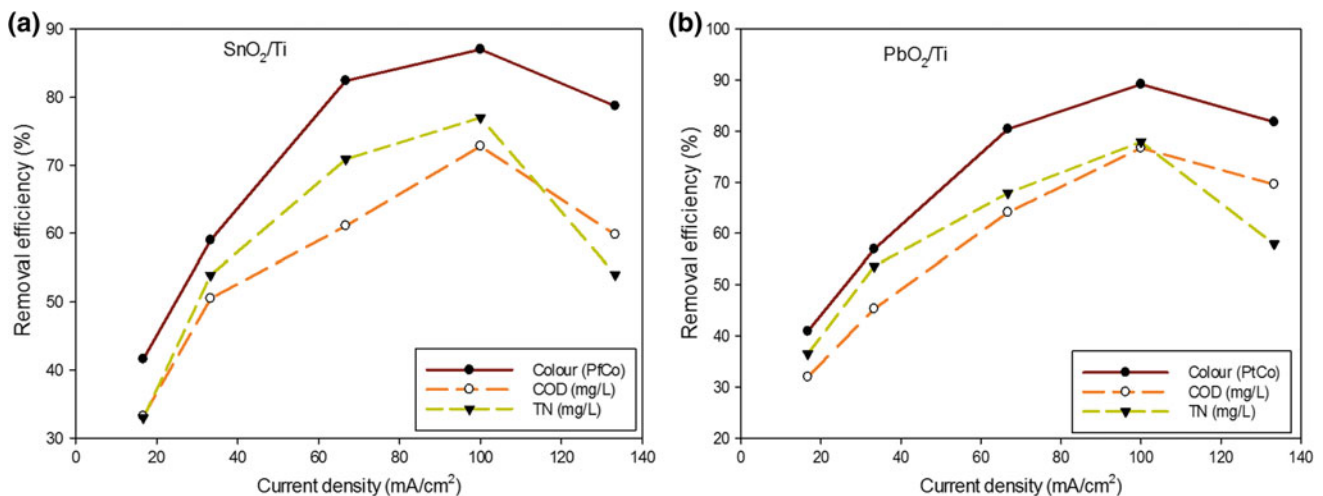 (a)
SnO₂/Ti
Removal efficiency (%)
90
80
70
60
50
40
30
0 20 40 60 80 100 120 140
Current density (mA/cm²)
Colour (PfCo)
COD (mg/L)
TN (mg/L)
(b)
PbO₂/Ti
Removal efficiency (%)
100
90
80
70
60
50
40
30
20
0 20 40 60 80 100 120 140
Current density (mA/cm²)
Colour (PtCo)
COD (mg/L)
TN (mg/L)